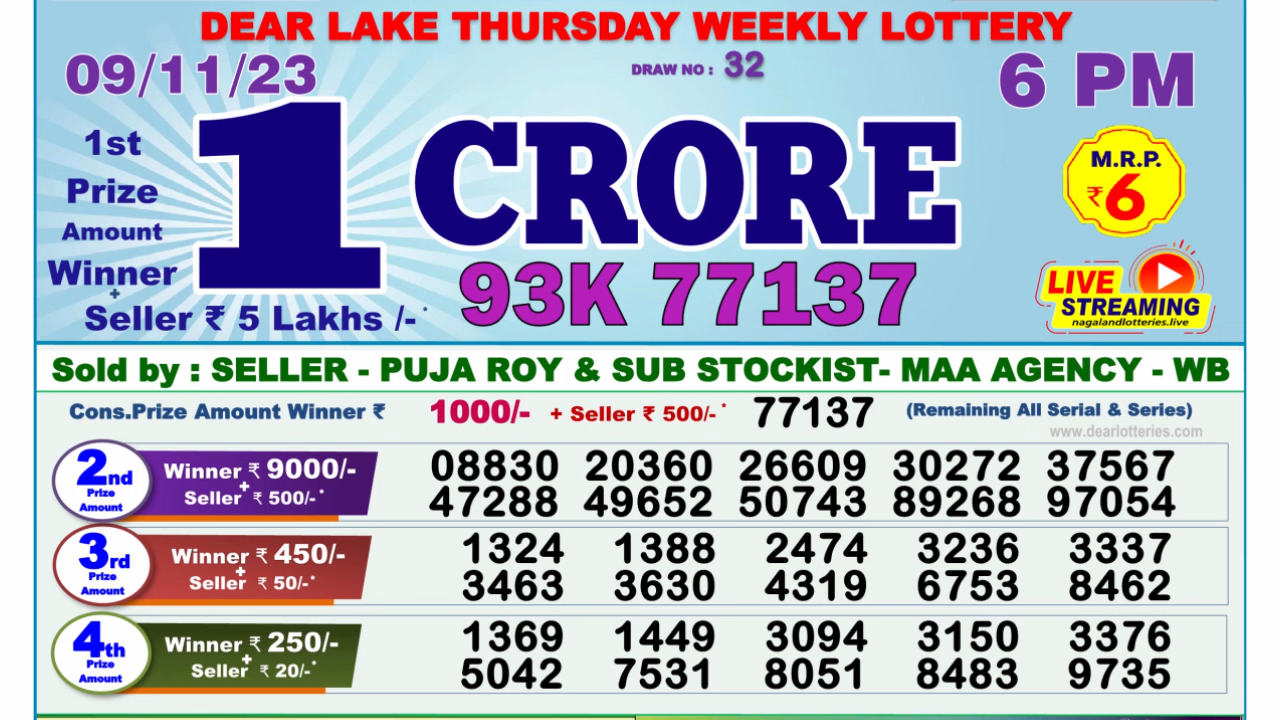 DEAR LAKE THURSDAY WEEKLY LOTTERY
09/11/23
DRAW NO : 32
6 PM
1st
Prize
Amount
Winner
+
Seller ₹ 5 Lakhs /-*
1 CRORE
93K 77137
M.R.P.
₹6
LIVE
STREAMING
nagalandlotteries.live
Sold by : SELLER - PUJA ROY & SUB STOCKIST- MAA AGENCY - WB
Cons.Prize Amount Winner ₹ 1000/- + Seller ₹ 500/-* 77137 (Remaining All Serial & Series)
www.dearlotteries.com
2nd
Prize
Amount
Winner ₹ 9000/-
+
Seller ₹ 500/-*
08830 20360 26609 30272 37567
47288 49652 50743 89268 97054
3rd
Prize
Amount
Winner ₹ 450/-
+
Seller ₹ 50/-*
1324 1388 2474 3236 3337
3463 3630 4319 6753 8462
4th
Prize
Amount
Winner ₹ 250/-
+
Seller ₹ 20/-*
1369 1449 3094 3150 3376
5042 7531 8051 8483 9735